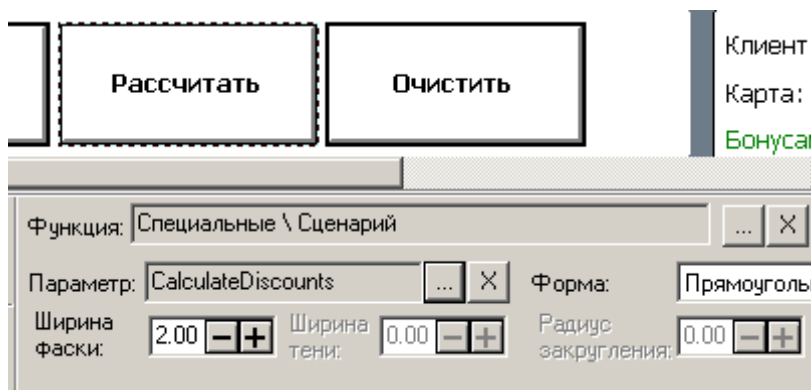 Рассчитать Очистить
Клиент
Карта:
Функция: Специальные \ Сценарий ... X
Параметр: CalculateDiscounts ... X Форма:
Ширина фаски: 2.00 - + Ширина тени: 0.00 - + Радиус закругления: 0.00 - +